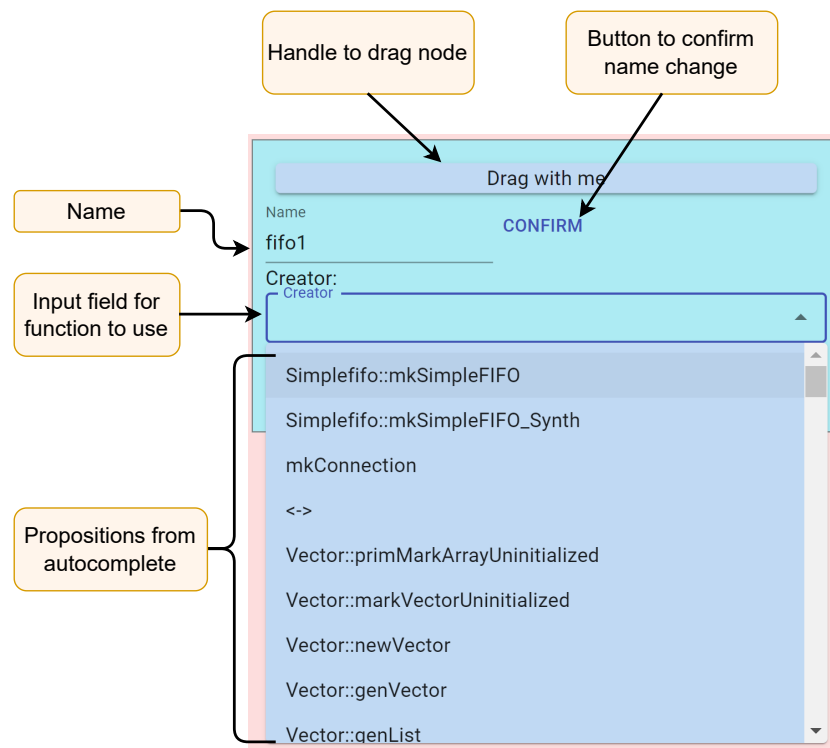 Handle to drag node
Button to confirm
name change
Drag with me
Name
Name
CONFIRM
fifo1
Creator:
Creator
Input field for
function to use
Simplefifo::mkSimpleFIFO
Simplefifo::mkSimpleFIFO_Synth
mkConnection
<->
Propositions from
autocomplete
Vector::primMarkArrayUninitialized
Vector::markVectorUninitialized
Vector::newVector
Vector::genVector
Vector::genList